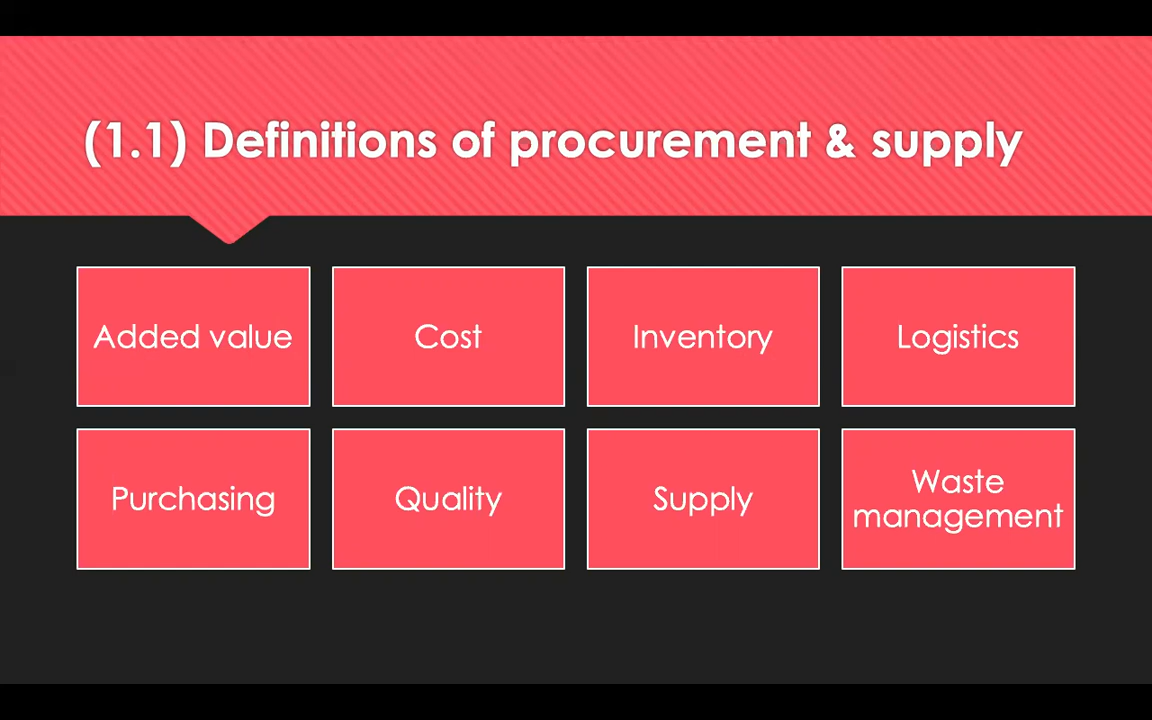 (1.1) Definitions of procurement & supply
Added value
Cost
Inventory
Logistics
Purchasing
Quality
Supply
Waste
management